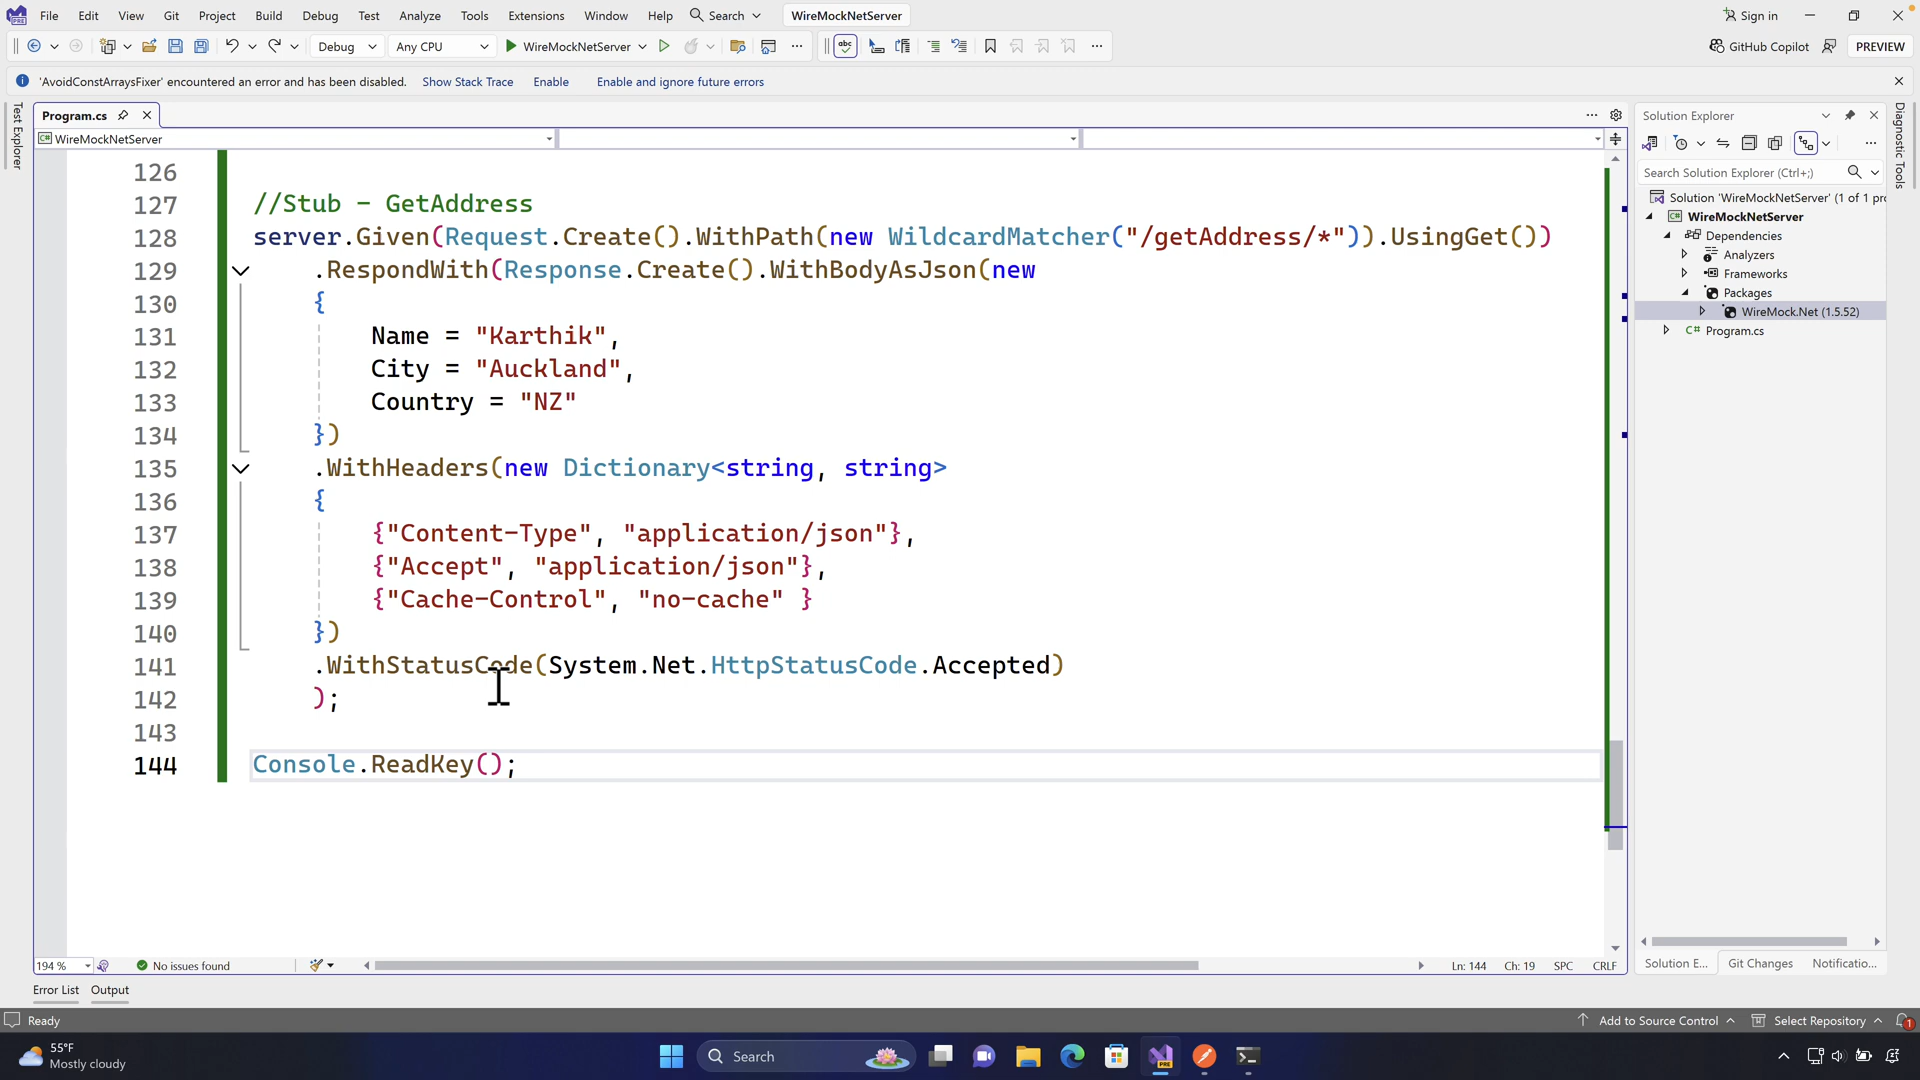 File Edit View Git Project Build Debug Test Analyze Tools Extensions Window Help Search WireMockNetServer Sign in
Debug Any CPU WireMockNetServer abc GitHub Copilot PREVIEW
'AvoidConstArraysFixer' encountered an error and has been disabled. Show Stack Trace Enable Enable and ignore future errors
Test Explorer
Program.cs
C# WireMockNetServer
126
127 //Stub - GetAddress
128 server.Given(Request.Create().WithPath(new WildcardMatcher("/getAddress/*")).UsingGet())
129 .RespondWith(Response.Create().WithBodyAsJson(new
130 {
131 Name = "Karthik",
132 City = "Auckland",
133 Country = "NZ"
134 })
135 .WithHeaders(new Dictionary<string, string>
136 {
137 {"Content-Type", "application/json"},
138 {"Accept", "application/json"},
139 {"Cache-Control", "no-cache" }
140 })
141 .WithStatusCode(System.Net.HttpStatusCode.Accepted)
142 );
143
144 Console.ReadKey();
194 % No issues found Ln: 144 Ch: 19 SPC CRLF
Solution Explorer
Search Solution Explorer (Ctrl+;)
Solution 'WireMockNetServer' (1 of 1 pro
C# WireMockNetServer
Dependencies
Analyzers
Frameworks
Packages
WireMock.Net (1.5.52)
C# Program.cs
Solution E... Git Changes Notificatio...
Diagnostic Tools
Error List Output
Ready Add to Source Control Select Repository 1
55°F
Mostly cloudy
Search
PRE